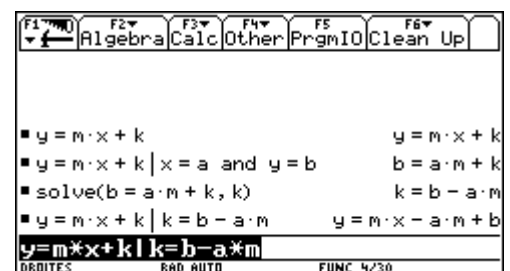 F1 F2 Algebra F3 Calc F4 Other F5 PrgmIO F6 Clean Up
y = m·x + k y = m·x + k
y = m·x + k | x = a and y = b b = a·m + k
solve(b = a·m + k, k) k = b - a·m
y = m·x + k | k = b - a·m y = m·x - a·m + b
y=m*x+k|k=b-a*m
DROITES RAD AUTO FUNC 4/30